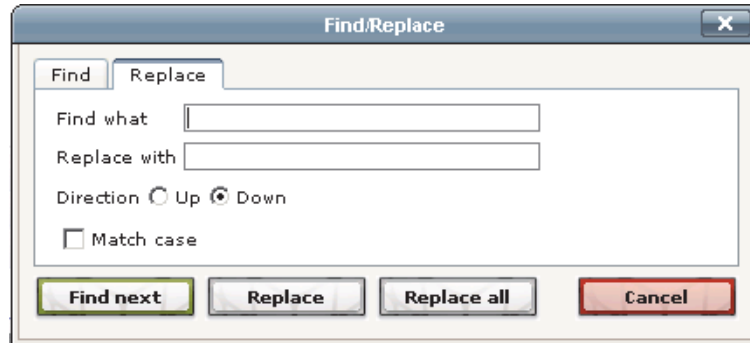 Find/Replace
Find Replace
Find what
Replace with
Direction Up Down
Match case
Find next Replace Replace all Cancel